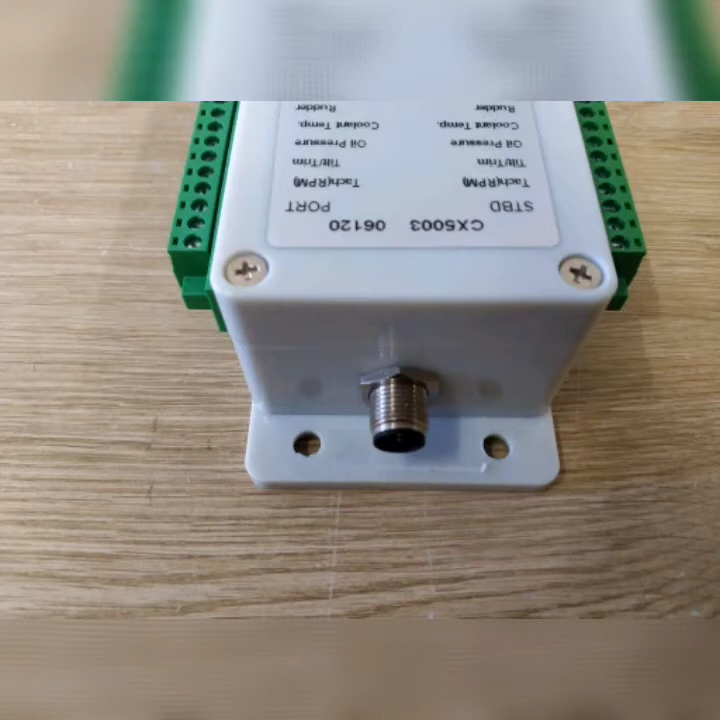 CX5003 06120
STBD PORT
Tach(RPM) Tach(RPM)
Tilt/Trim Tilt/Trim
Oil Pressure Oil Pressure
Coolant Temp. Coolant Temp.
Rudder Rudder